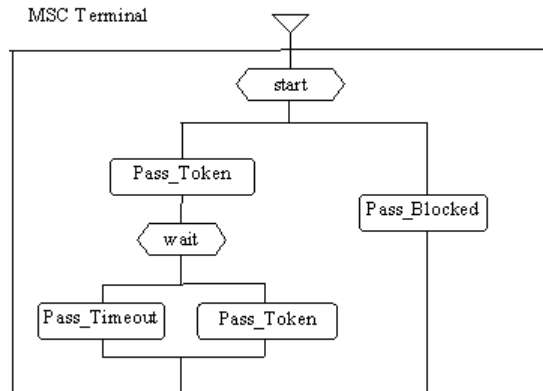 MSC Terminal
start
Pass_Token
Pass_Blocked
wait
Pass_Timeout
Pass_Token